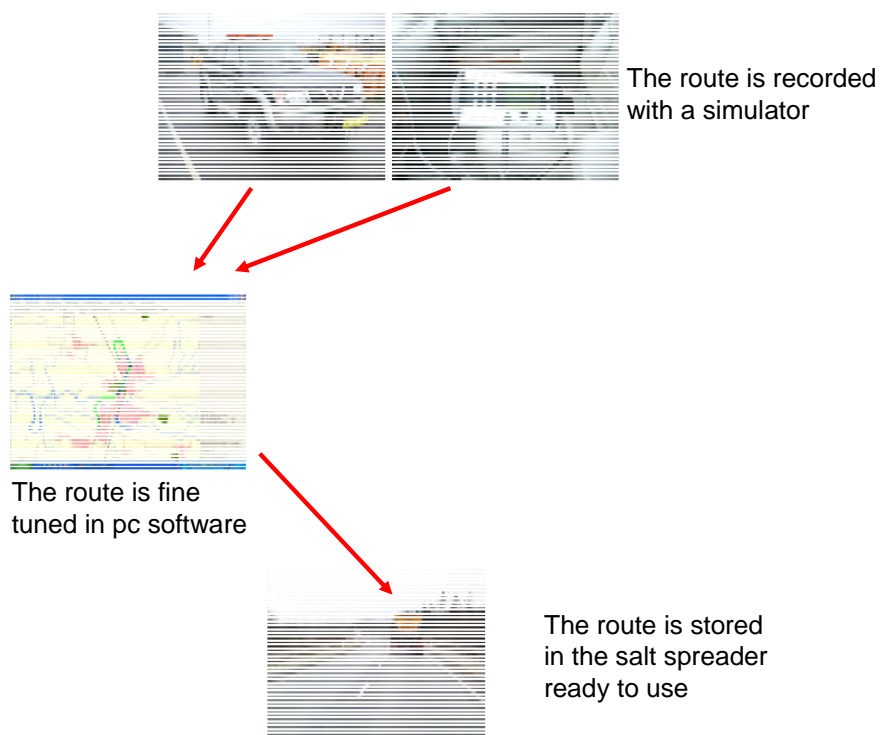 The route is recorded
with a simulator
The route is fine
tuned in pc software
The route is stored
in the salt spreader
ready to use